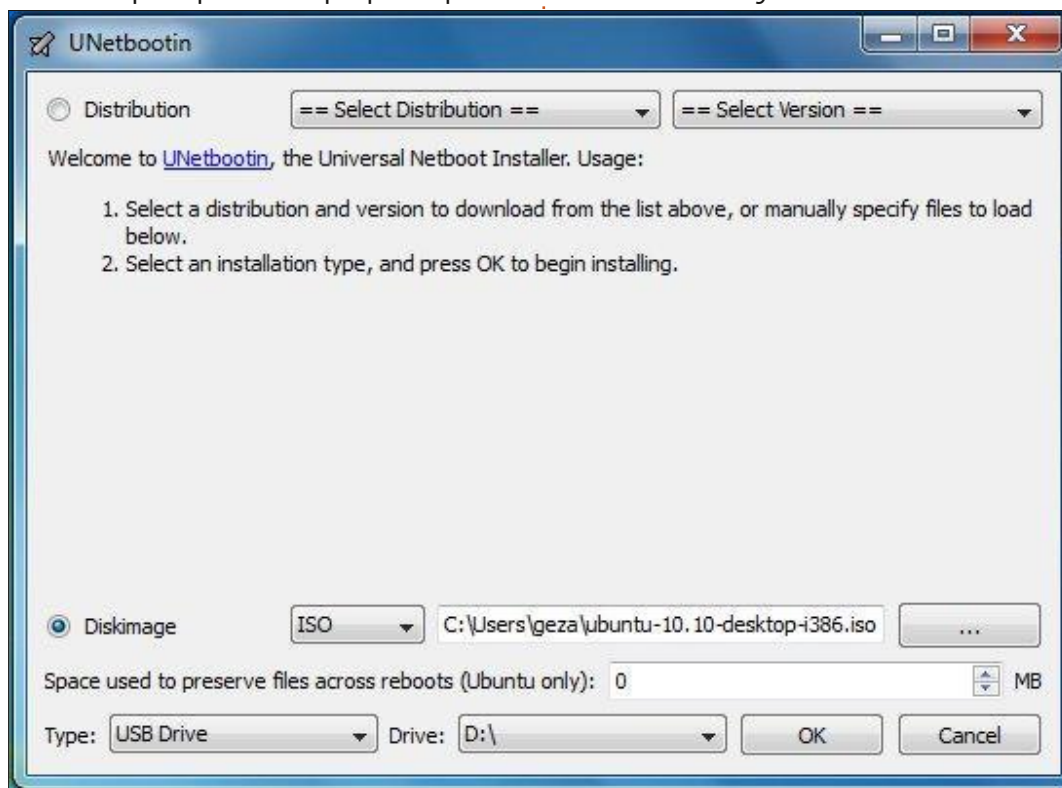 UNetbootin
Distribution == Select Distribution == == Select Version ==
Welcome to UNetbootin, the Universal Netboot Installer. Usage:
1. Select a distribution and version to download from the list above, or manually specify files to load
below.
2. Select an installation type, and press OK to begin installing.
Diskimage ISO C:\Users\geza\ubuntu-10.10-desktop-i386.iso ...
Space used to preserve files across reboots (Ubuntu only): 0 MB
Type: USB Drive Drive: D:\ OK Cancel